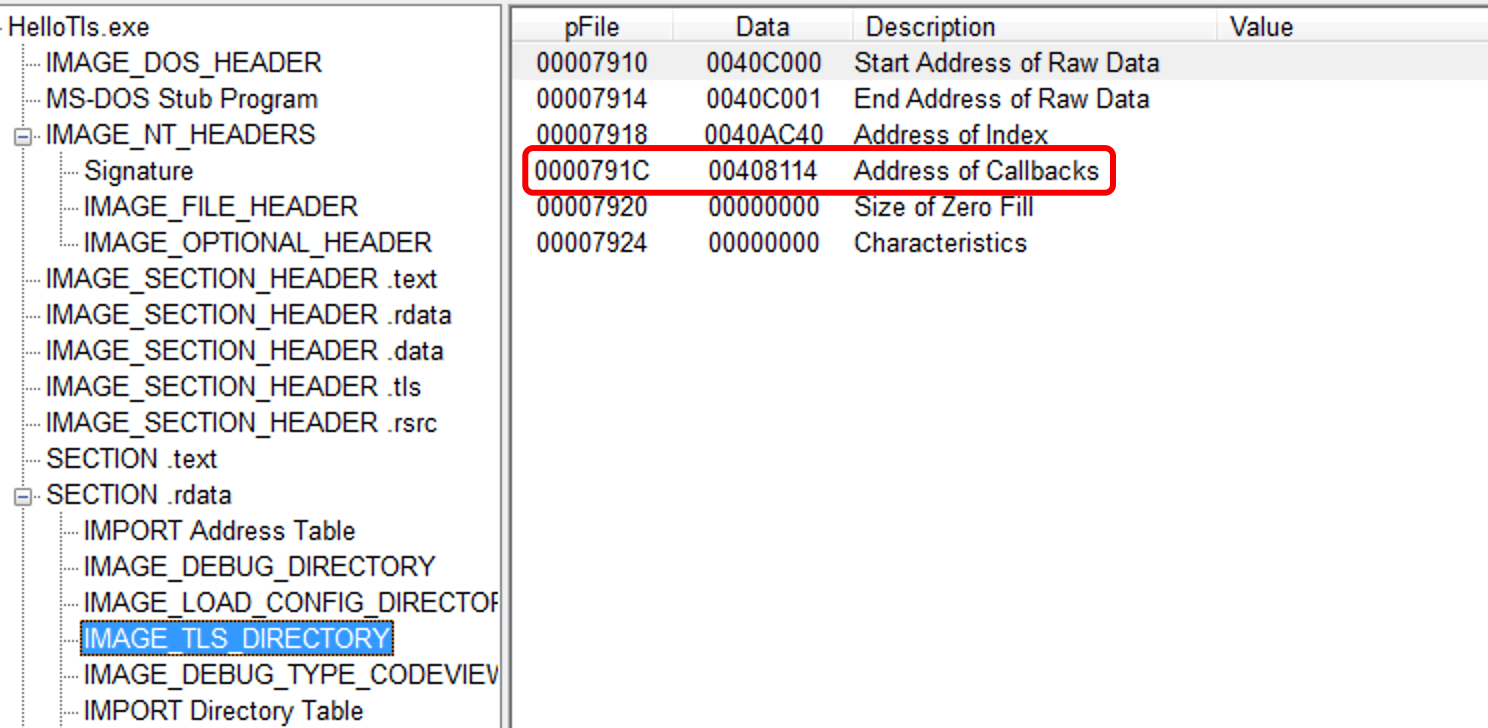 HelloTls.exe
IMAGE_DOS_HEADER
MS-DOS Stub Program
IMAGE_NT_HEADERS
Signature
IMAGE_FILE_HEADER
IMAGE_OPTIONAL_HEADER
IMAGE_SECTION_HEADER .text
IMAGE_SECTION_HEADER .rdata
IMAGE_SECTION_HEADER .data
IMAGE_SECTION_HEADER .tls
IMAGE_SECTION_HEADER .rsrc
SECTION .text
SECTION .rdata
IMPORT Address Table
IMAGE_DEBUG_DIRECTORY
IMAGE_LOAD_CONFIG_DIRECTOR
IMAGE_TLS_DIRECTORY
IMAGE_DEBUG_TYPE_CODEVIEW
IMPORT Directory Table
pFile Data Description Value
00007910 0040C000 Start Address of Raw Data
00007914 0040C001 End Address of Raw Data
00007918 0040AC40 Address of Index
0000791C 00408114 Address of Callbacks
00007920 00000000 Size of Zero Fill
00007924 00000000 Characteristics